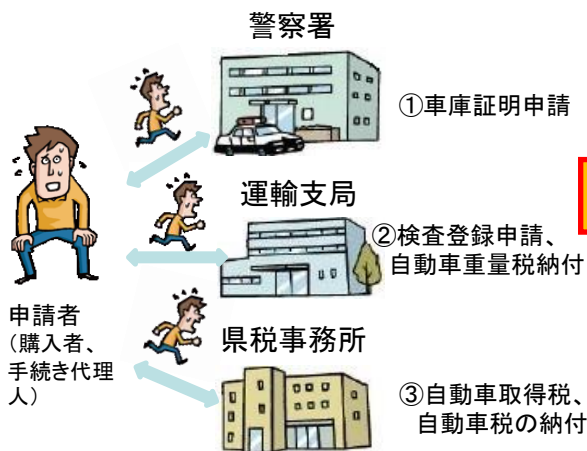 警察署
①車庫証明申請
運輸支局
②検査登録申請、
自動車重量税納付
申請者
（購入者、
手続き代理
人）
県税事務所
③自動車取得税、
自動車税の納付